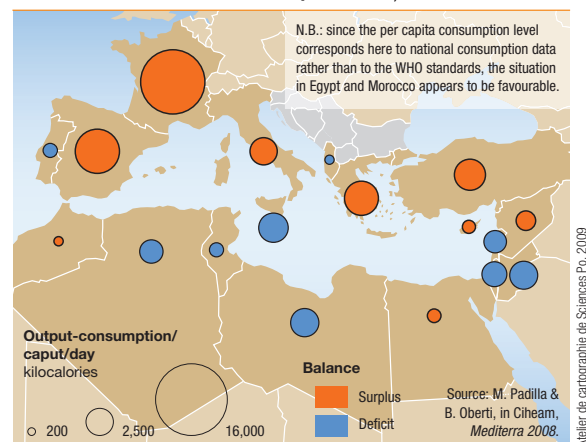 N.B.: since the per capita consumption level
corresponds here to national consumption data
rather than to the WHO standards, the situation
in Egypt and Morocco appears to be favourable.
Output-consumption/
caput/day
kilocalories
200
2,500
16,000
Balance
Surplus
Deficit
Source: M. Padilla &
B. Oberti, in Ciheam,
Mediterra 2008.
telier de cartographie de Sciences Po, 2009